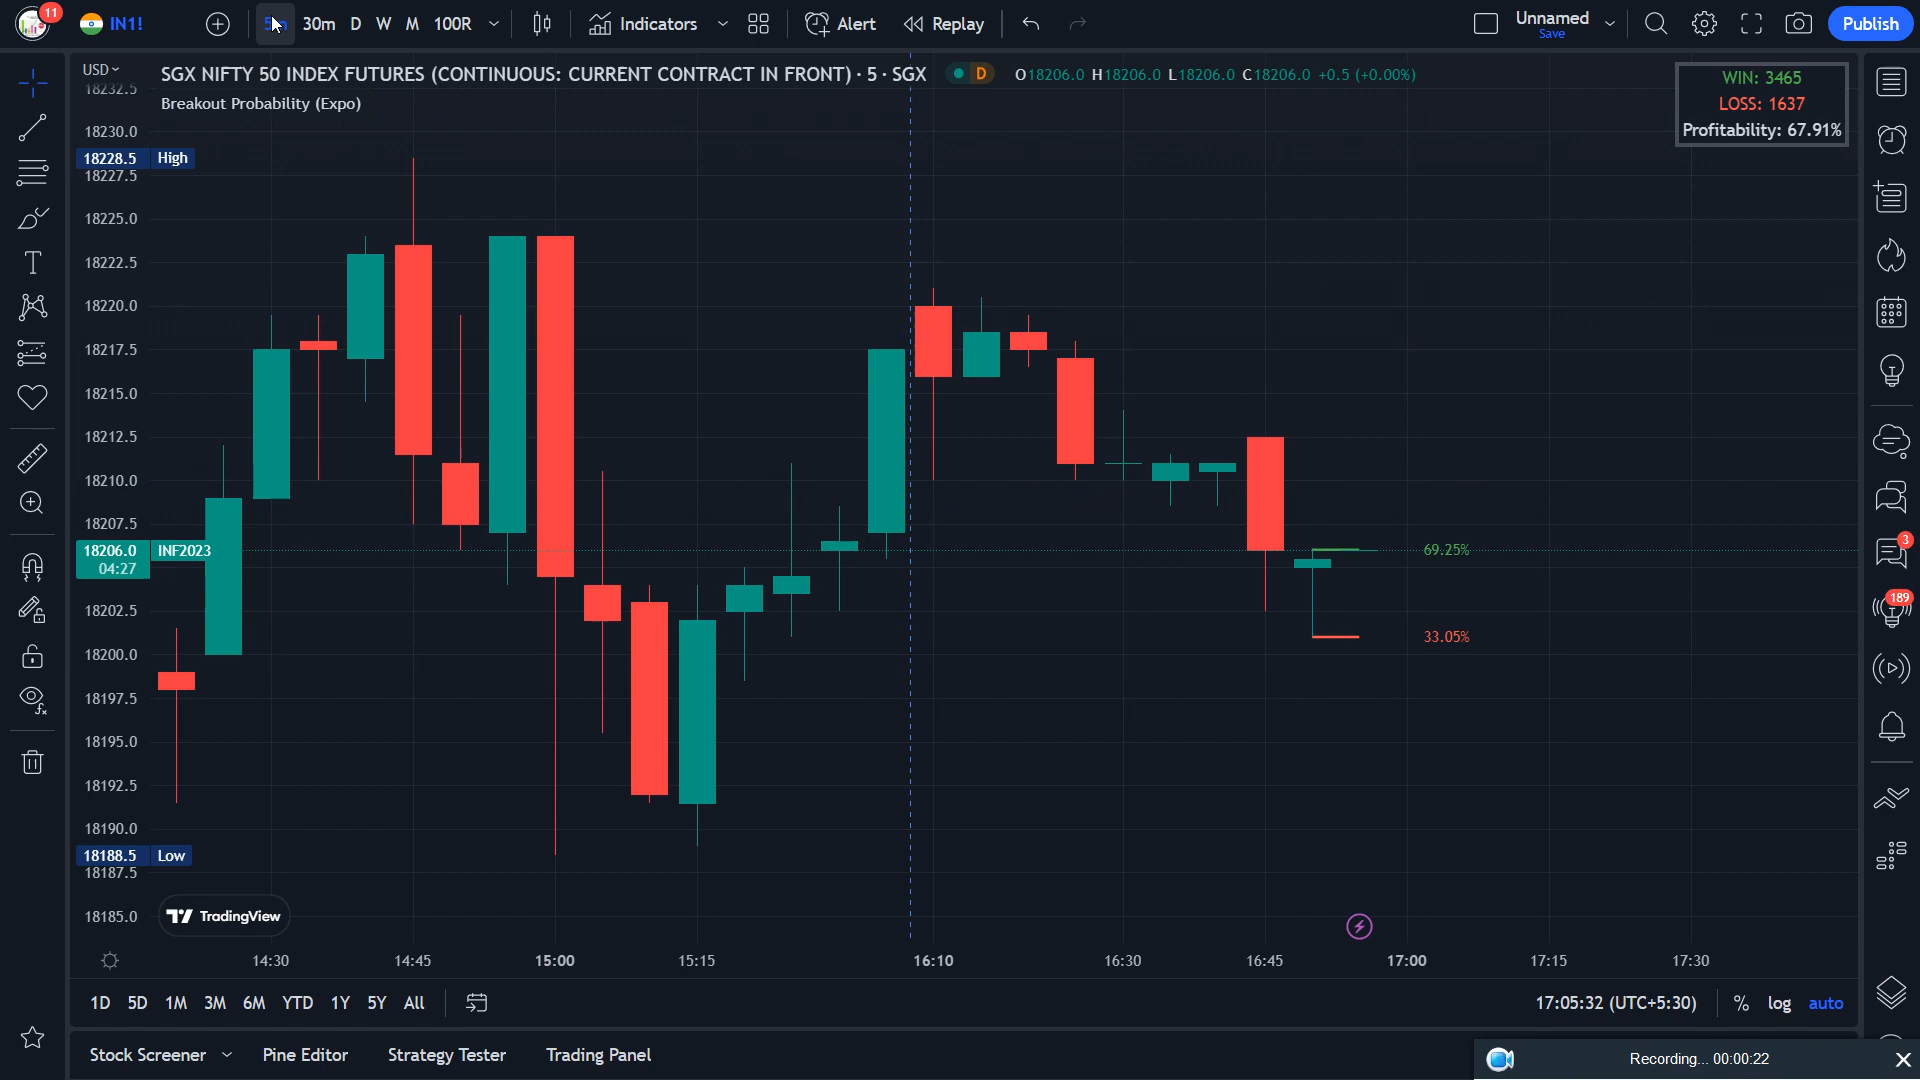 11
IN1!
5m
30m
D
W
M
100R
Indicators
Alert
Replay
Unnamed
Save
Publish
USD
SGX NIFTY 50 INDEX FUTURES (CONTINUOUS: CURRENT CONTRACT IN FRONT) · 5 · SGX
D
O18206.0 H18206.0 L18206.0 C18206.0 +0.5 (+0.00%)
Breakout Probability (Expo)
WIN: 3465
LOSS: 1637
Profitability: 67.91%
18232.5
18230.0
18228.5 High
18227.5
18225.0
18222.5
18220.0
18217.5
18215.0
18212.5
18210.0
18207.5
18206.0 INF2023
04:27
18202.5
18200.0
18197.5
18195.0
18192.5
18190.0
18188.5 Low
18187.5
18185.0
69.25%
33.05%
3
189
TradingView
14:30
14:45
15:00
15:15
16:10
16:30
16:45
17:00
17:15
17:30
1D
5D
1M
3M
6M
YTD
1Y
5Y
All
17:05:32 (UTC+5:30)
%
log
auto
Stock Screener
Pine Editor
Strategy Tester
Trading Panel
Recording... 00:00:22